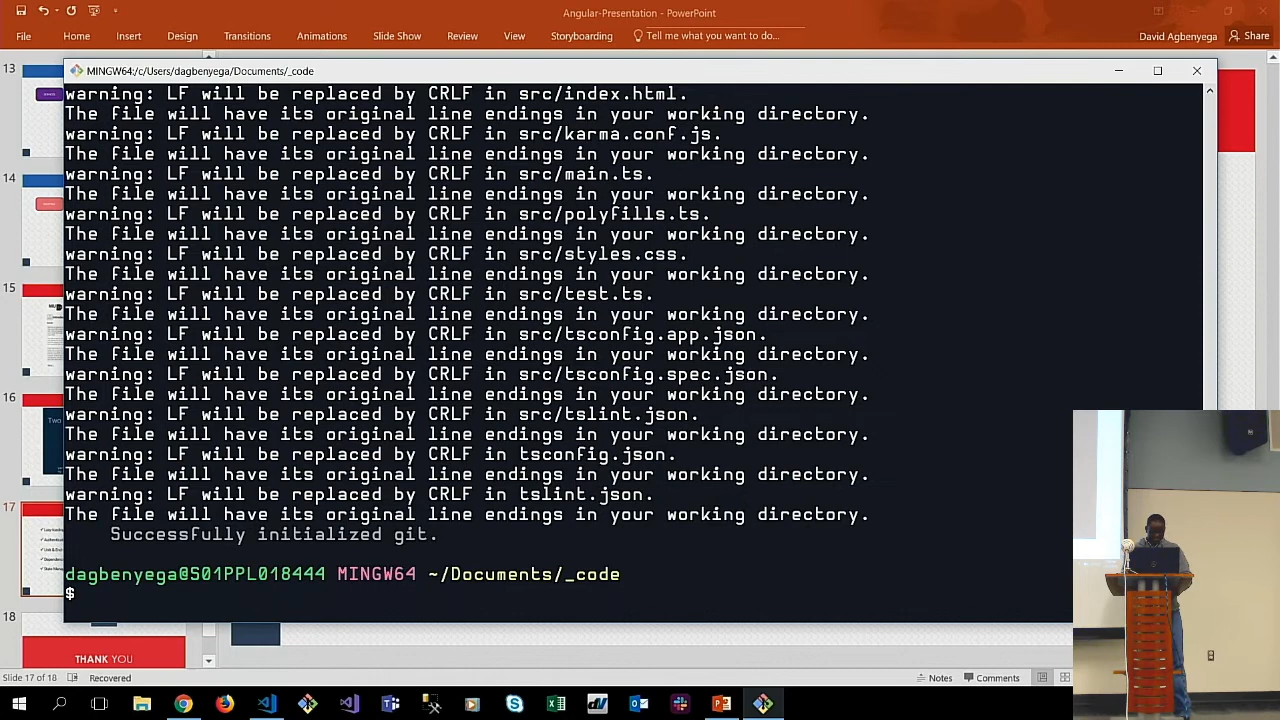 Angular-Presentation - PowerPoint
File Home Insert Design Transitions Animations Slide Show Review View Storyboarding Tell me what you want to do... David Agbenyega Share
MINGW64:/c/Users/dagbenyega/Documents/_code
warning: LF will be replaced by CRLF in src/index.html.
The file will have its original line endings in your working directory.
warning: LF will be replaced by CRLF in src/karma.conf.js.
The file will have its original line endings in your working directory.
warning: LF will be replaced by CRLF in src/main.ts.
The file will have its original line endings in your working directory.
warning: LF will be replaced by CRLF in src/polyfills.ts.
The file will have its original line endings in your working directory.
warning: LF will be replaced by CRLF in src/styles.css.
The file will have its original line endings in your working directory.
warning: LF will be replaced by CRLF in src/test.ts.
The file will have its original line endings in your working directory.
warning: LF will be replaced by CRLF in src/tsconfig.app.json.
The file will have its original line endings in your working directory.
warning: LF will be replaced by CRLF in src/tsconfig.spec.json.
The file will have its original line endings in your working directory.
warning: LF will be replaced by CRLF in src/tslint.json.
The file will have its original line endings in your working directory.
warning: LF will be replaced by CRLF in tsconfig.json.
The file will have its original line endings in your working directory.
warning: LF will be replaced by CRLF in tslint.json.
The file will have its original line endings in your working directory.
Successfully initialized git.
dagbenyega@501PPL018444 MINGW64 ~/Documents/_code
$
13
14
15
16
Two
17
18
THANK YOU
Slide 17 of 18 Recovered Notes Comments